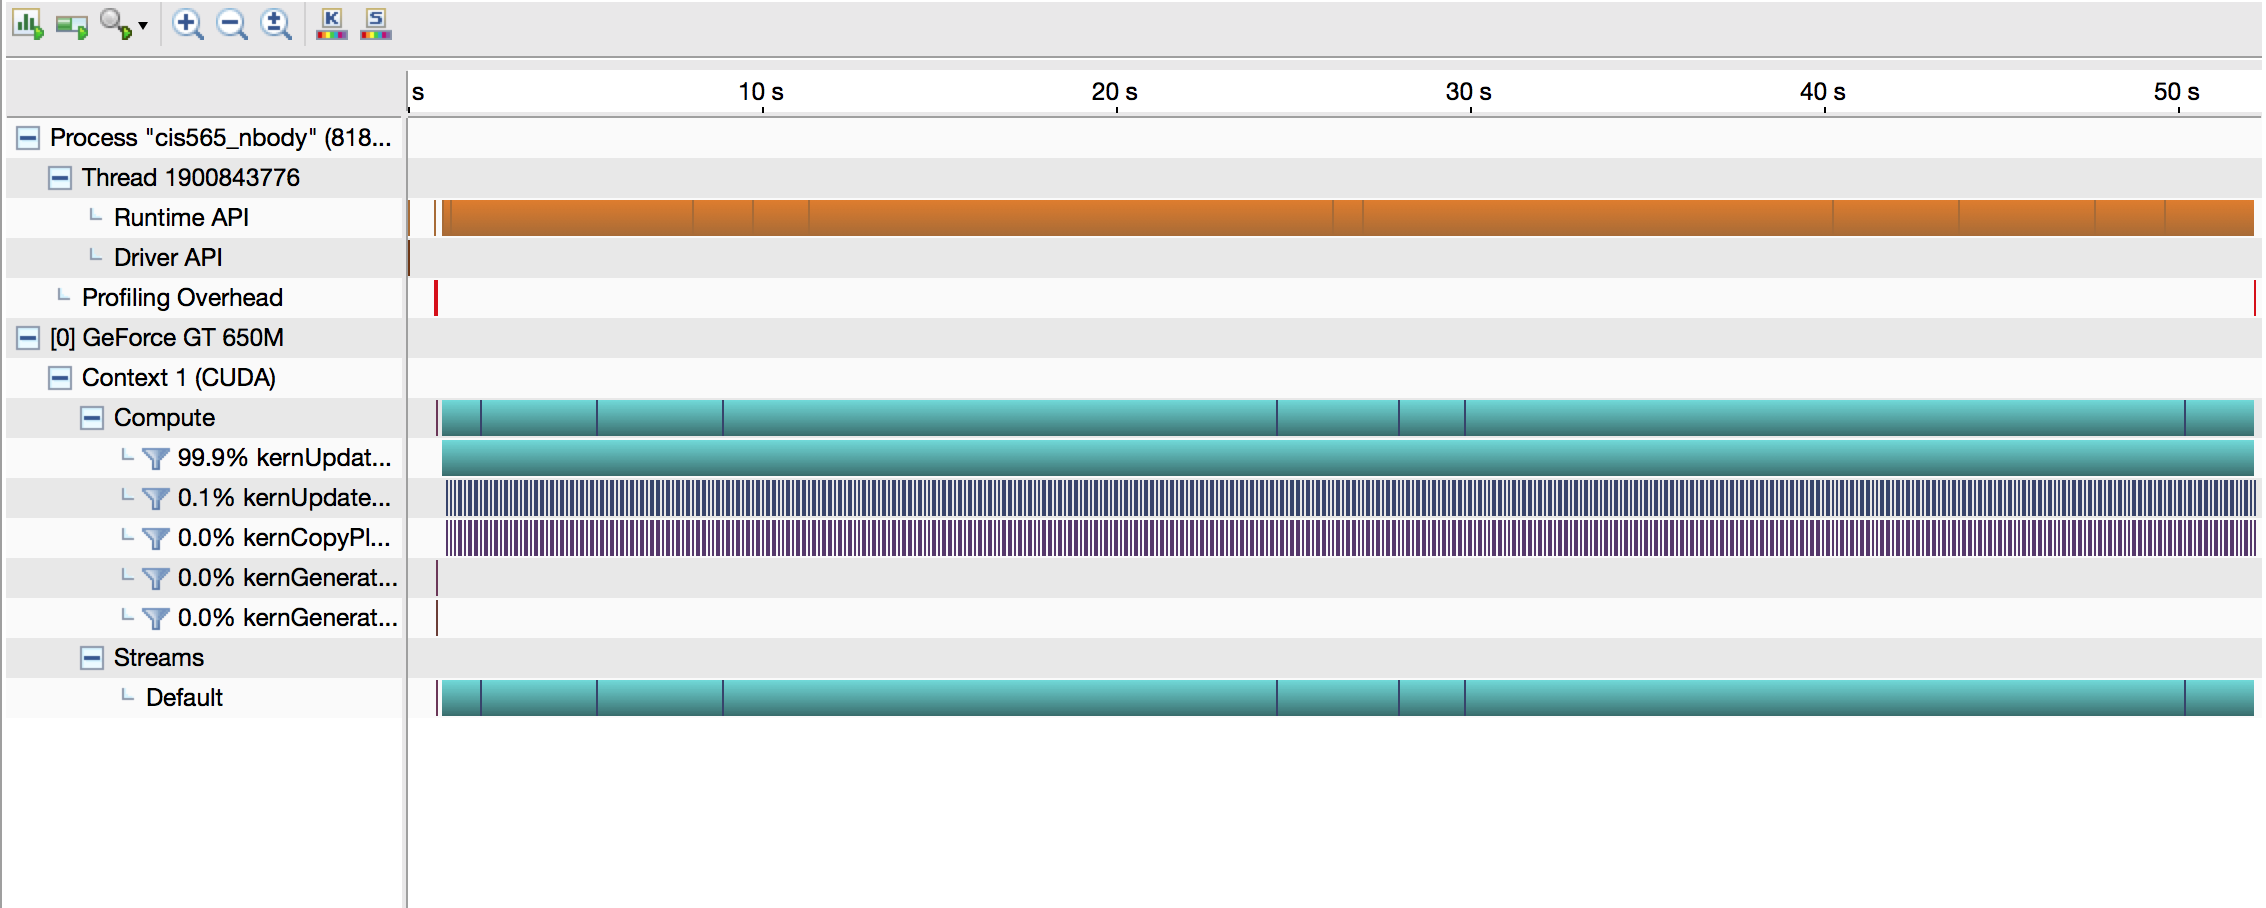 K S
s 10 s 20 s 30 s 40 s 50 s
Process "cis565_nbody" (818...
Thread 1900843776
Runtime API
Driver API
Profiling Overhead
[0] GeForce GT 650M
Context 1 (CUDA)
Compute
99.9% kernUpdat...
0.1% kernUpdate...
0.0% kernCopyPl...
0.0% kernGenerat...
0.0% kernGenerat...
Streams
Default